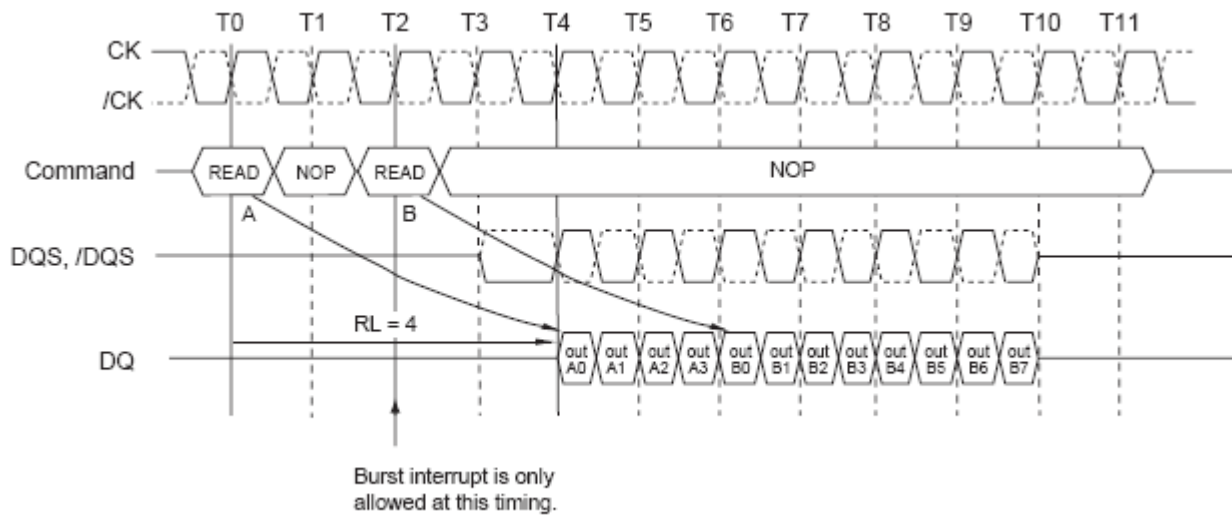 T0 T1 T2 T3 T4 T5 T6 T7 T8 T9 T10 T11
CK
/CK
Command READ NOP READ NOP
A B
DQS, /DQS
RL = 4
DQ
out out out out out out out out out out out out
A0 A1 A2 A3 B0 B1 B2 B3 B4 B5 B6 B7
Burst interrupt is only
allowed at this timing.